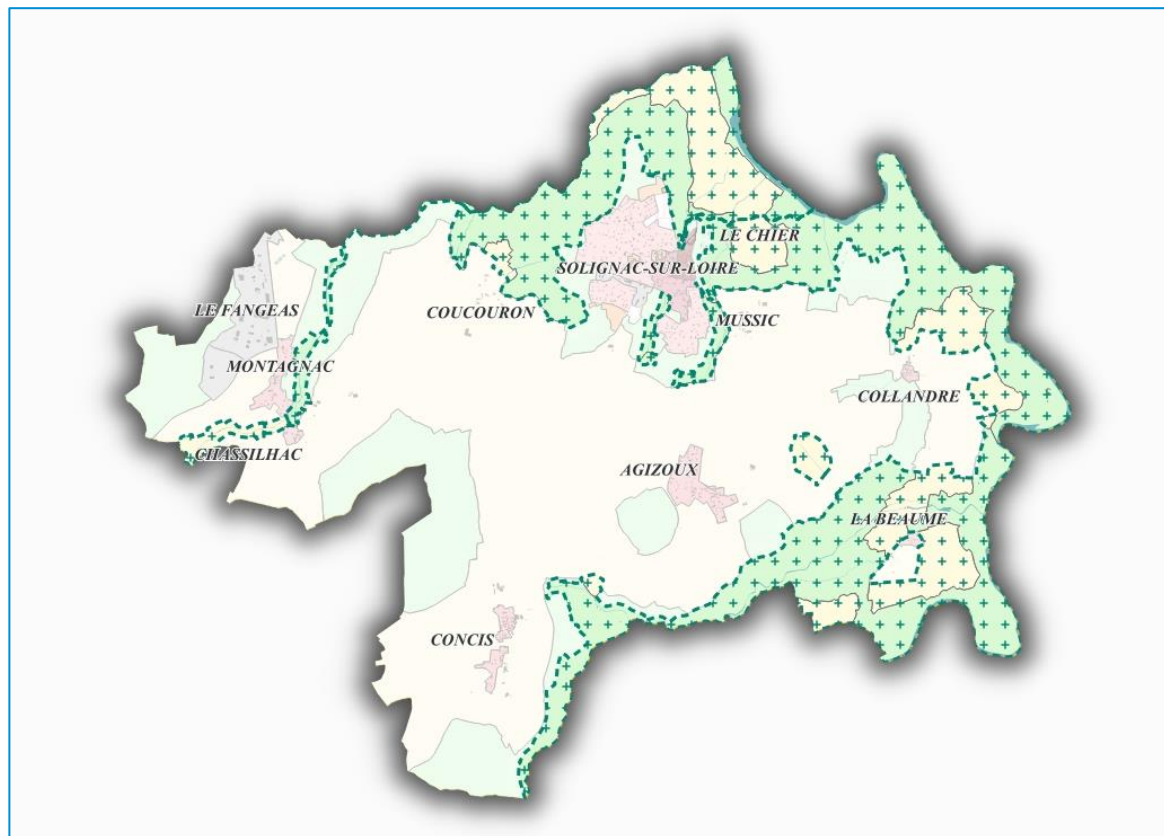 LE CHIER
SOLIGNAC-SUR-LOIRE
LE FANGEAS
COUCOURON
MUSSIC
MONTAGNAC
COLLANDRE
CHASSILHAC
AGIZOUX
LA BEAUME
CONCIS